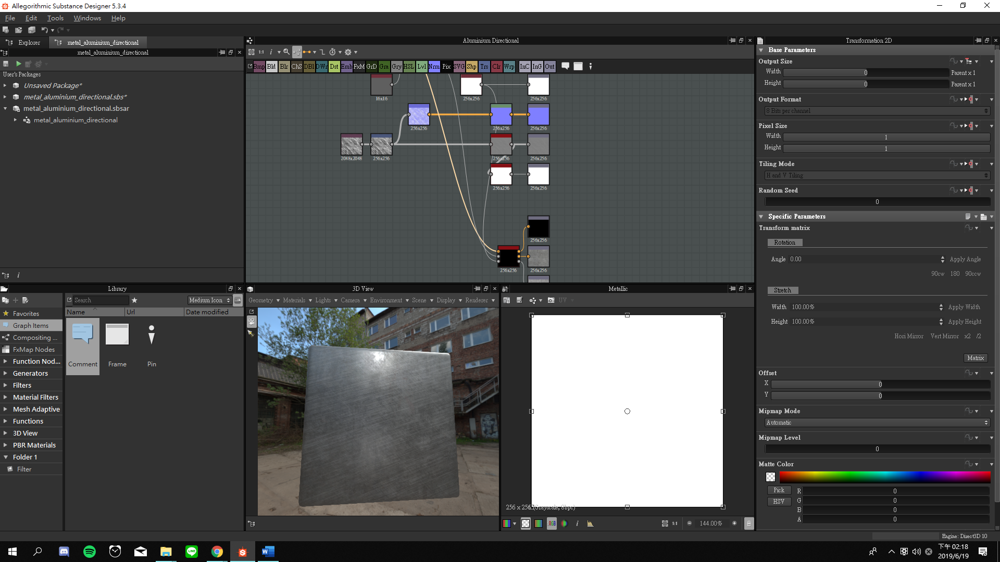 Allegorithmic Substance Designer 5.3.4
File Edit Tools Windows Help
Explorer metal_aluminium_directional
metal_aluminium_directional
User's Packages
Unsaved Package*
metal_aluminium_directional.sbs*
metal_aluminium_directional.sbsar
metal_aluminium_directional
Aluminium Directional
1:1
Bmp Bld Blr ChS DBl DWr Dst Emb FxM GrD Gra Gry HSL Lvl Nrm Pix SVG Shp Trs Clr Wrp InC InG Out
16x16
256x256
256x256
256x256
256x256
256x256
2048x2048
256x256
256x256
256x256
256x256
256x256
256x256
256x256
256x256
Library
Search
Medium Icon
Name Url Date modified
Favorites
Graph Items
Compositing ...
FxMap Nodes
Function Nod...
Generators
Filters
Material Filters
Mesh Adaptive
Functions
3D View
PBR Materials
Folder 1
Filter
Comment Frame Pin
3D View
Geometry Materials Lights Camera Environment Scene Display Renderer
Metallic
UV
256 x 256 (Grayscale, 8bpc)
1:1
144.00%
Transformation 2D
Base Parameters
Output Size
Width 0 Parent x 1
Height 0 Parent x 1
Output Format
8 Bits per channel
Pixel Size
Width 1
Height 1
Tiling Mode
H and V Tiling
Random Seed
0
Specific Parameters
Transform matrix
Rotation
Angle 0.00 Apply Angle
90cw 180 90ccw
Stretch
Width 100.00% Apply Width
Height 100.00% Apply Height
Hori Mirror Vert Mirror x2 /2
Matrix
Offset
X 0
Y 0
Mipmap Mode
Automatic
Mipmap Level
0
Matte Color
Pick R 0
HSV G 0
B 0
A 0
Engine: Direct3D 10
下午 02:18
2019/6/19